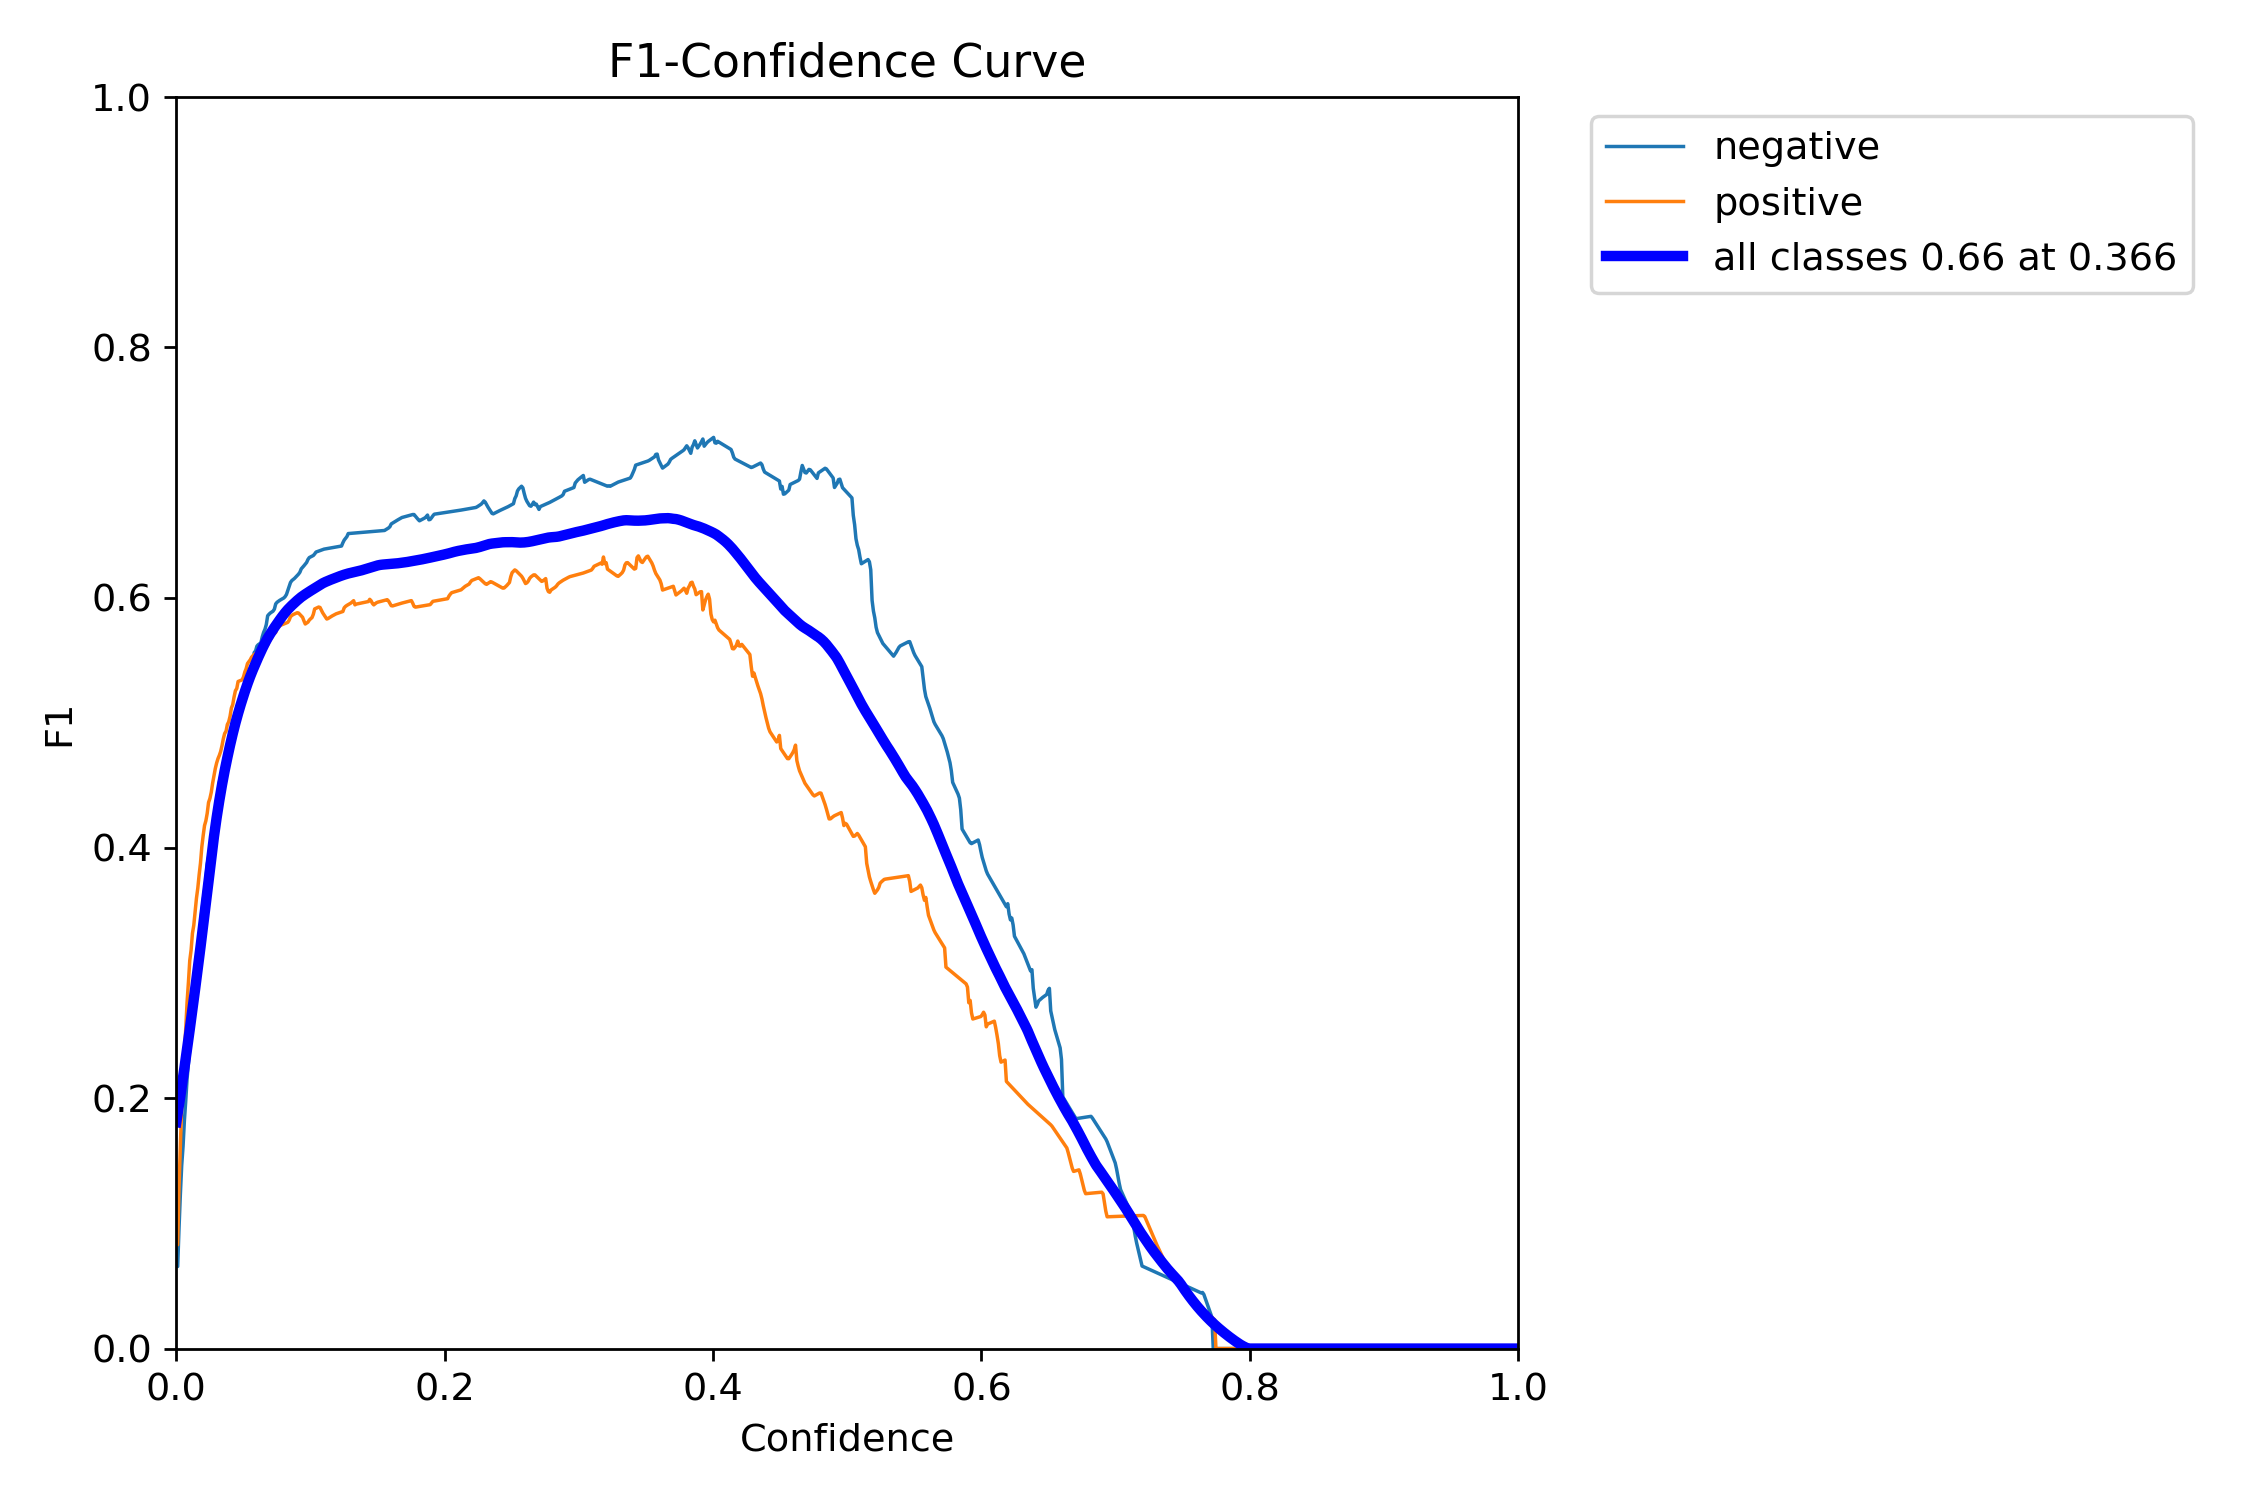 F1-Confidence Curve
1.0
0.8
0.6
0.4
0.2
0.0
F1
0.0 0.2 0.4 0.6 0.8 1.0
Confidence
negative
positive
all classes 0.66 at 0.366